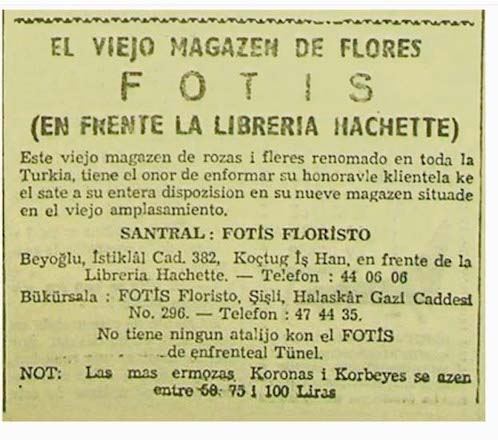 EL VIEJO MAGAZEN DE FLORES
FOTIS
(EN FRENTE LA LIBRERIA HACHETTE)
Este viejo magazen de rozas i fleres renomado en toda la
Turkia, tiene el onor de enformar su honoravle klientela ke
el sate a su entera dispozision en su nueve magazen situade
en el viejo amplasamiento.
SANTRAL : FOTİS FLORİSTO
Beyoğlu, İstiklâl Cad. 382, Koçtug İş Han, en frente de la
Libreria Hachette. — Telefon : 44 06 06
Bükürsala : FOTİS Floristo, Şişli, Halaskâr Gazi Caddesi
No. 296. — Telefon : 47 44 35.
No tiene ningun atalijo kon el FOTİS
de enfrenteal Tünel.
NOT: Las mas ermozas Koronas i Korbeyes se azen
entre 50. 75 i 100 Liras